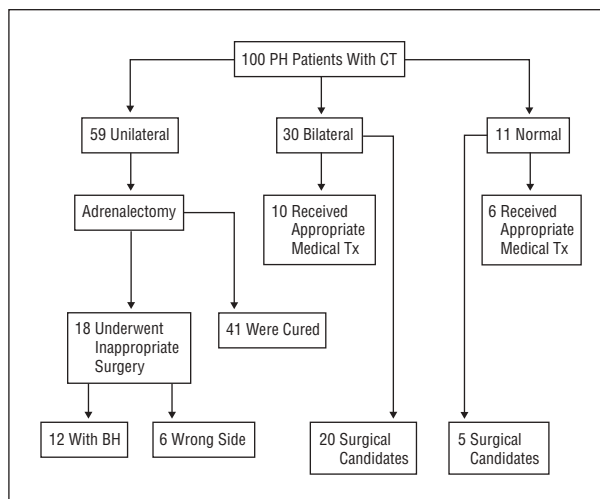 100 PH Patients With CT
59 Unilateral
30 Bilateral
11 Normal
Adrenalectomy
10 Received
Appropriate
Medical Tx
6 Received
Appropriate
Medical Tx
18 Underwent
Inappropriate
Surgery
41 Were Cured
12 With BH
6 Wrong Side
20 Surgical
Candidates
5 Surgical
Candidates